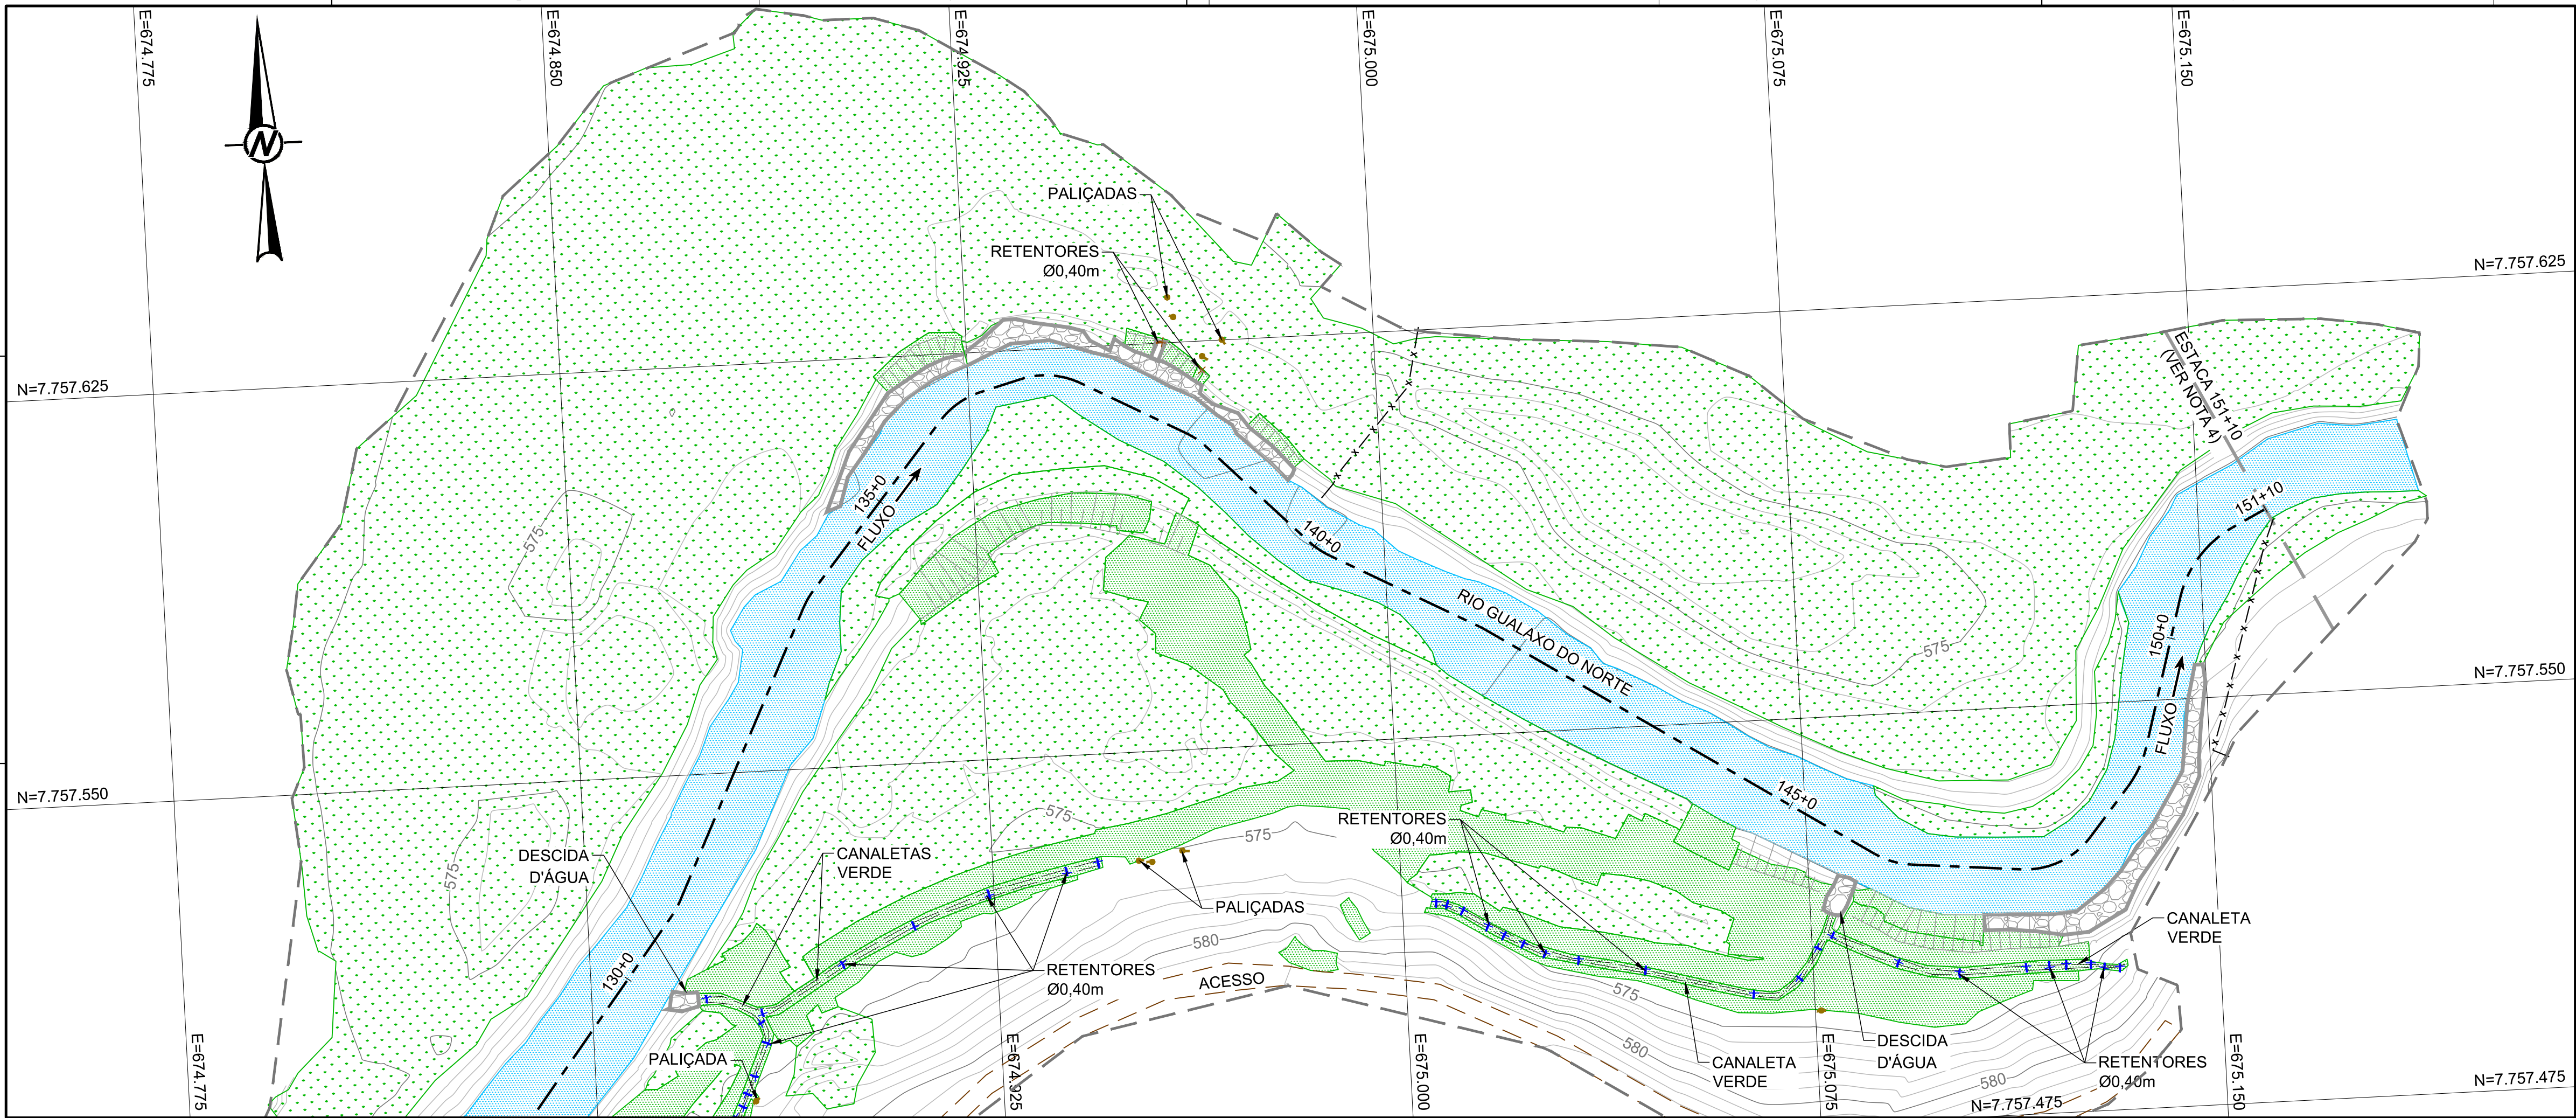 E=674.775
E=674.850
E=674.925
E=675.000
E=675.075
E=675.150
N
PALIÇADAS
RETENTORES
Ø0,40m
N=7.757.625
N=7.757.625
ESTACA 151+10
(VER NOTA 4)
135+0
FLUXO
151+10
140+0
575
RIO GUALAXO DO NORTE
150+0
575
N=7.757.550
FLUXO
N=7.757.550
145+0
575
575
RETENTORES
Ø0,40m
DESCIDA
D'ÁGUA
CANALETAS
VERDE
575
PALIÇADAS
CANALETA
VERDE
580
130+0
RETENTORES
Ø0,40m
ACESSO
575
580
PALIÇADA
CANALETA
VERDE
DESCIDA
D'ÁGUA
RETENTORES
Ø0,40m
580
N=7.757.475
N=7.757.475
E=674.775
E=674.925
E=675.000
E=675.075
E=675.150